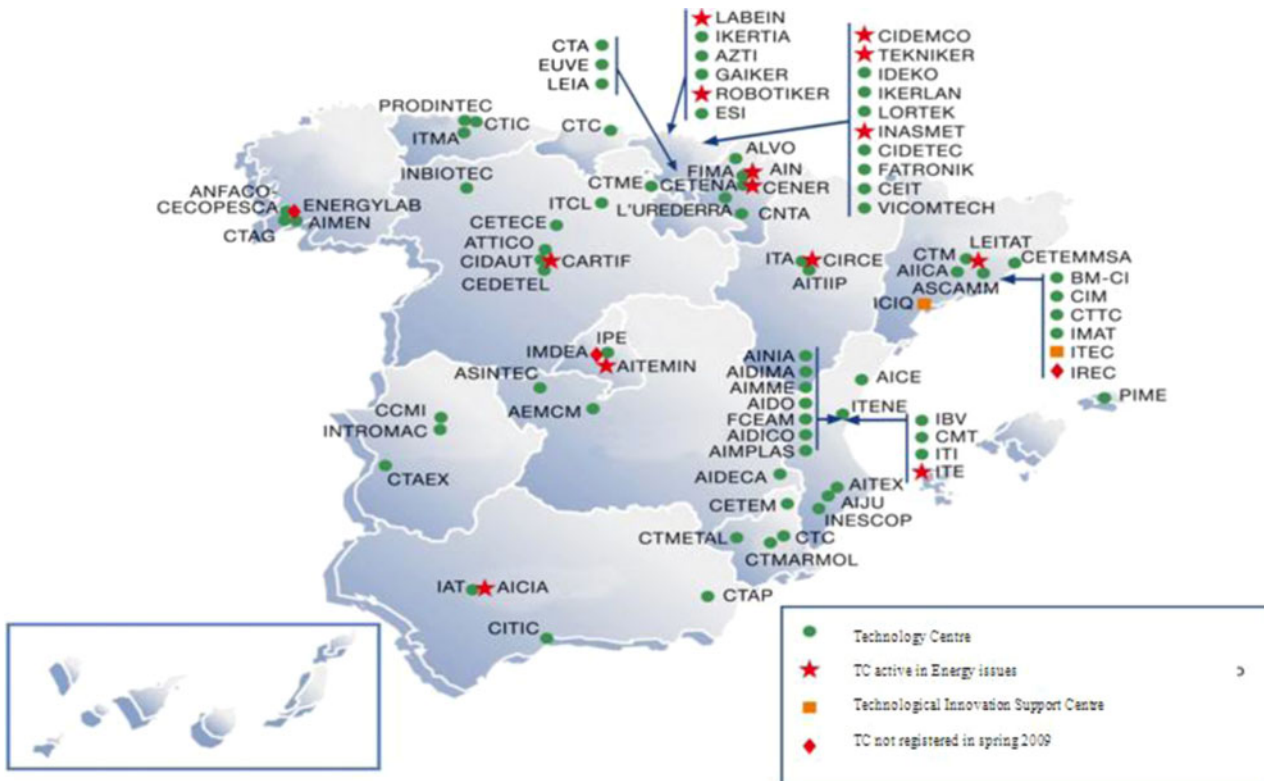 CTA
EUVE
LEIA
LABEIN
IKERTIA
AZTI
GAIKER
ROBOTIKER
ESI
CIDEMCO
TEKNIKER
IDEKO
IKERLAN
LORTEK
INASMET
CIDETEC
FATRONIK
CEIT
VICOMTECH
PRODINTEC
CTIC
ITMA
CTC
ALVO
FIMA
AIN
CETENA
CENER
L'UREDERRA
CNTA
CTME
INBIOTEC
ITCL
ANFACO-
CECOPESCA
ENERGYLAB
CTAG
AIMEN
CETECE
ATTICO
CIDAUT
CARTIF
CEDETEL
ITA
CIRCE
AITIIP
LEITAT
CTM
CETEMMSA
AIICA
ASCAMM
ICIQ
BM-CI
CIM
CTTC
IMAT
ITEC
IREC
IPE
IMDEA
AITEMIN
ASINTEC
AEMCM
AINIA
AIDIMA
AIMME
AIDO
FCEAM
AIDICO
AIMPLAS
AICE
ITENE
PIME
IBV
CMT
ITI
ITE
CCMI
INTROMAC
CTAEX
AIDECA
AITEX
CETEM
AIJU
INESCOP
CTMETAL
CTC
CTMARMOL
IAT
AICIA
CTAP
CITIC
Technology Centre
TC active in Energy issues
Technological Innovation Support Centre
TC not registered in spring 2009